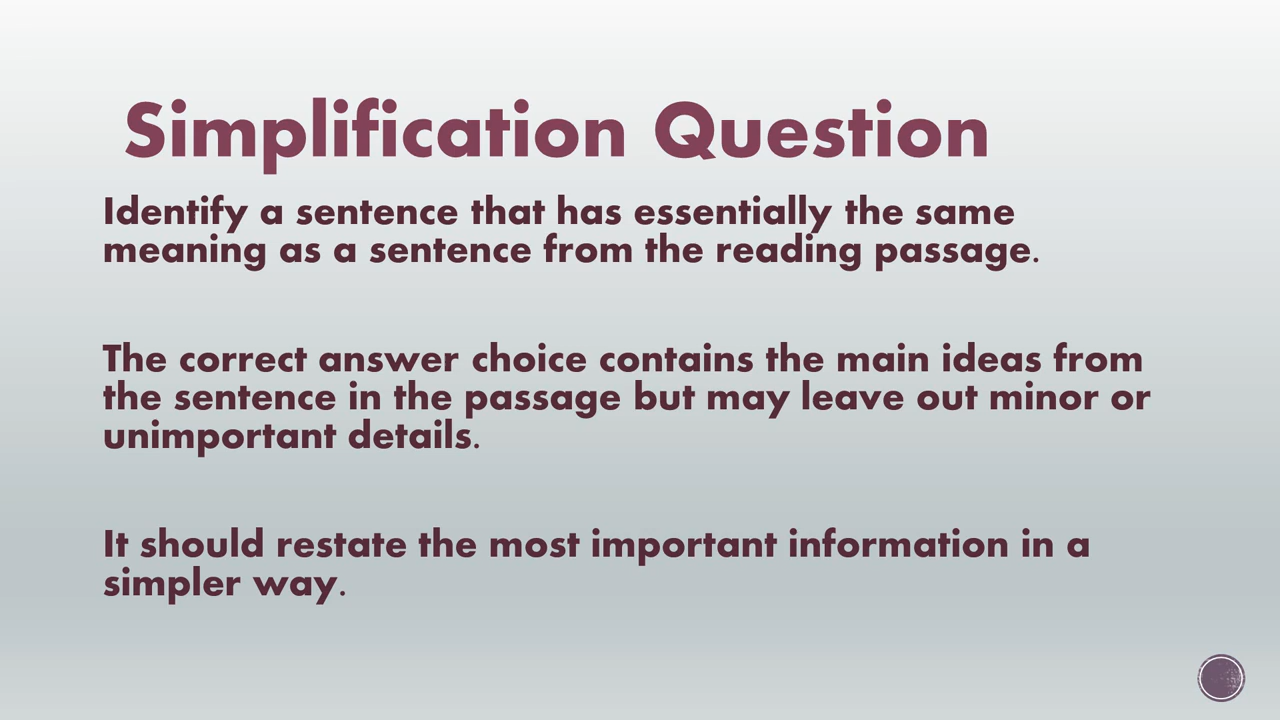 Simplification Question
Identify a sentence that has essentially the same
meaning as a sentence from the reading passage.
The correct answer choice contains the main ideas from
the sentence in the passage but may leave out minor or
unimportant details.
It should restate the most important information in a
simpler way.